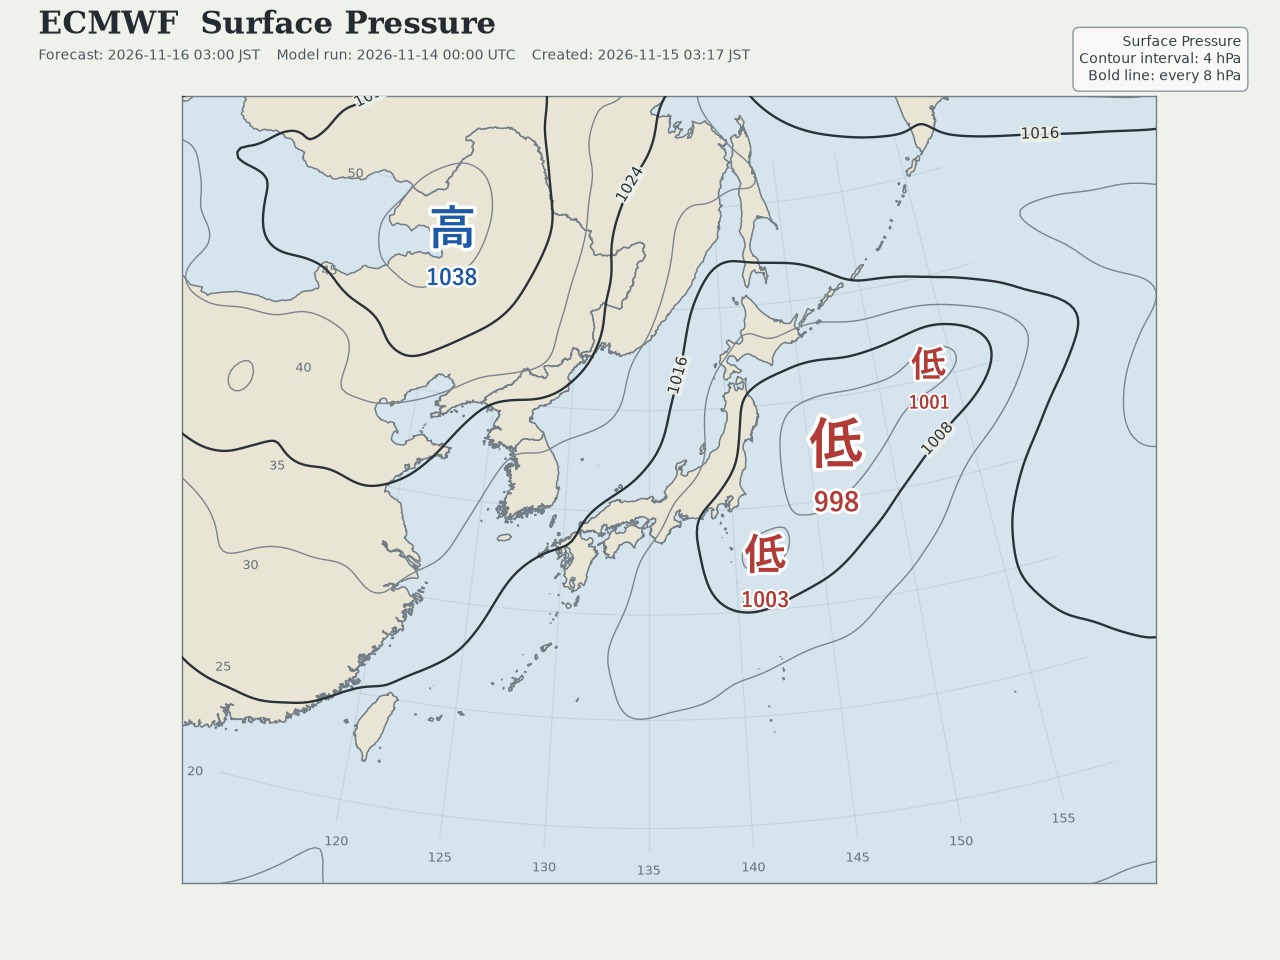 ECMWF  Surface Pressure
Forecast: 2026-11-16 03:00 JST    Model run: 2026-11-14 00:00 UTC    Created: 2026-11-15 03:17 JST
Surface Pressure
Contour interval: 4 hPa
Bold line: every 8 hPa
1016
50
1024
高
1038
45
低
1001
40
1016
低
998
1008
35
低
1003
30
25
20
120
125
130
135
140
145
150
155